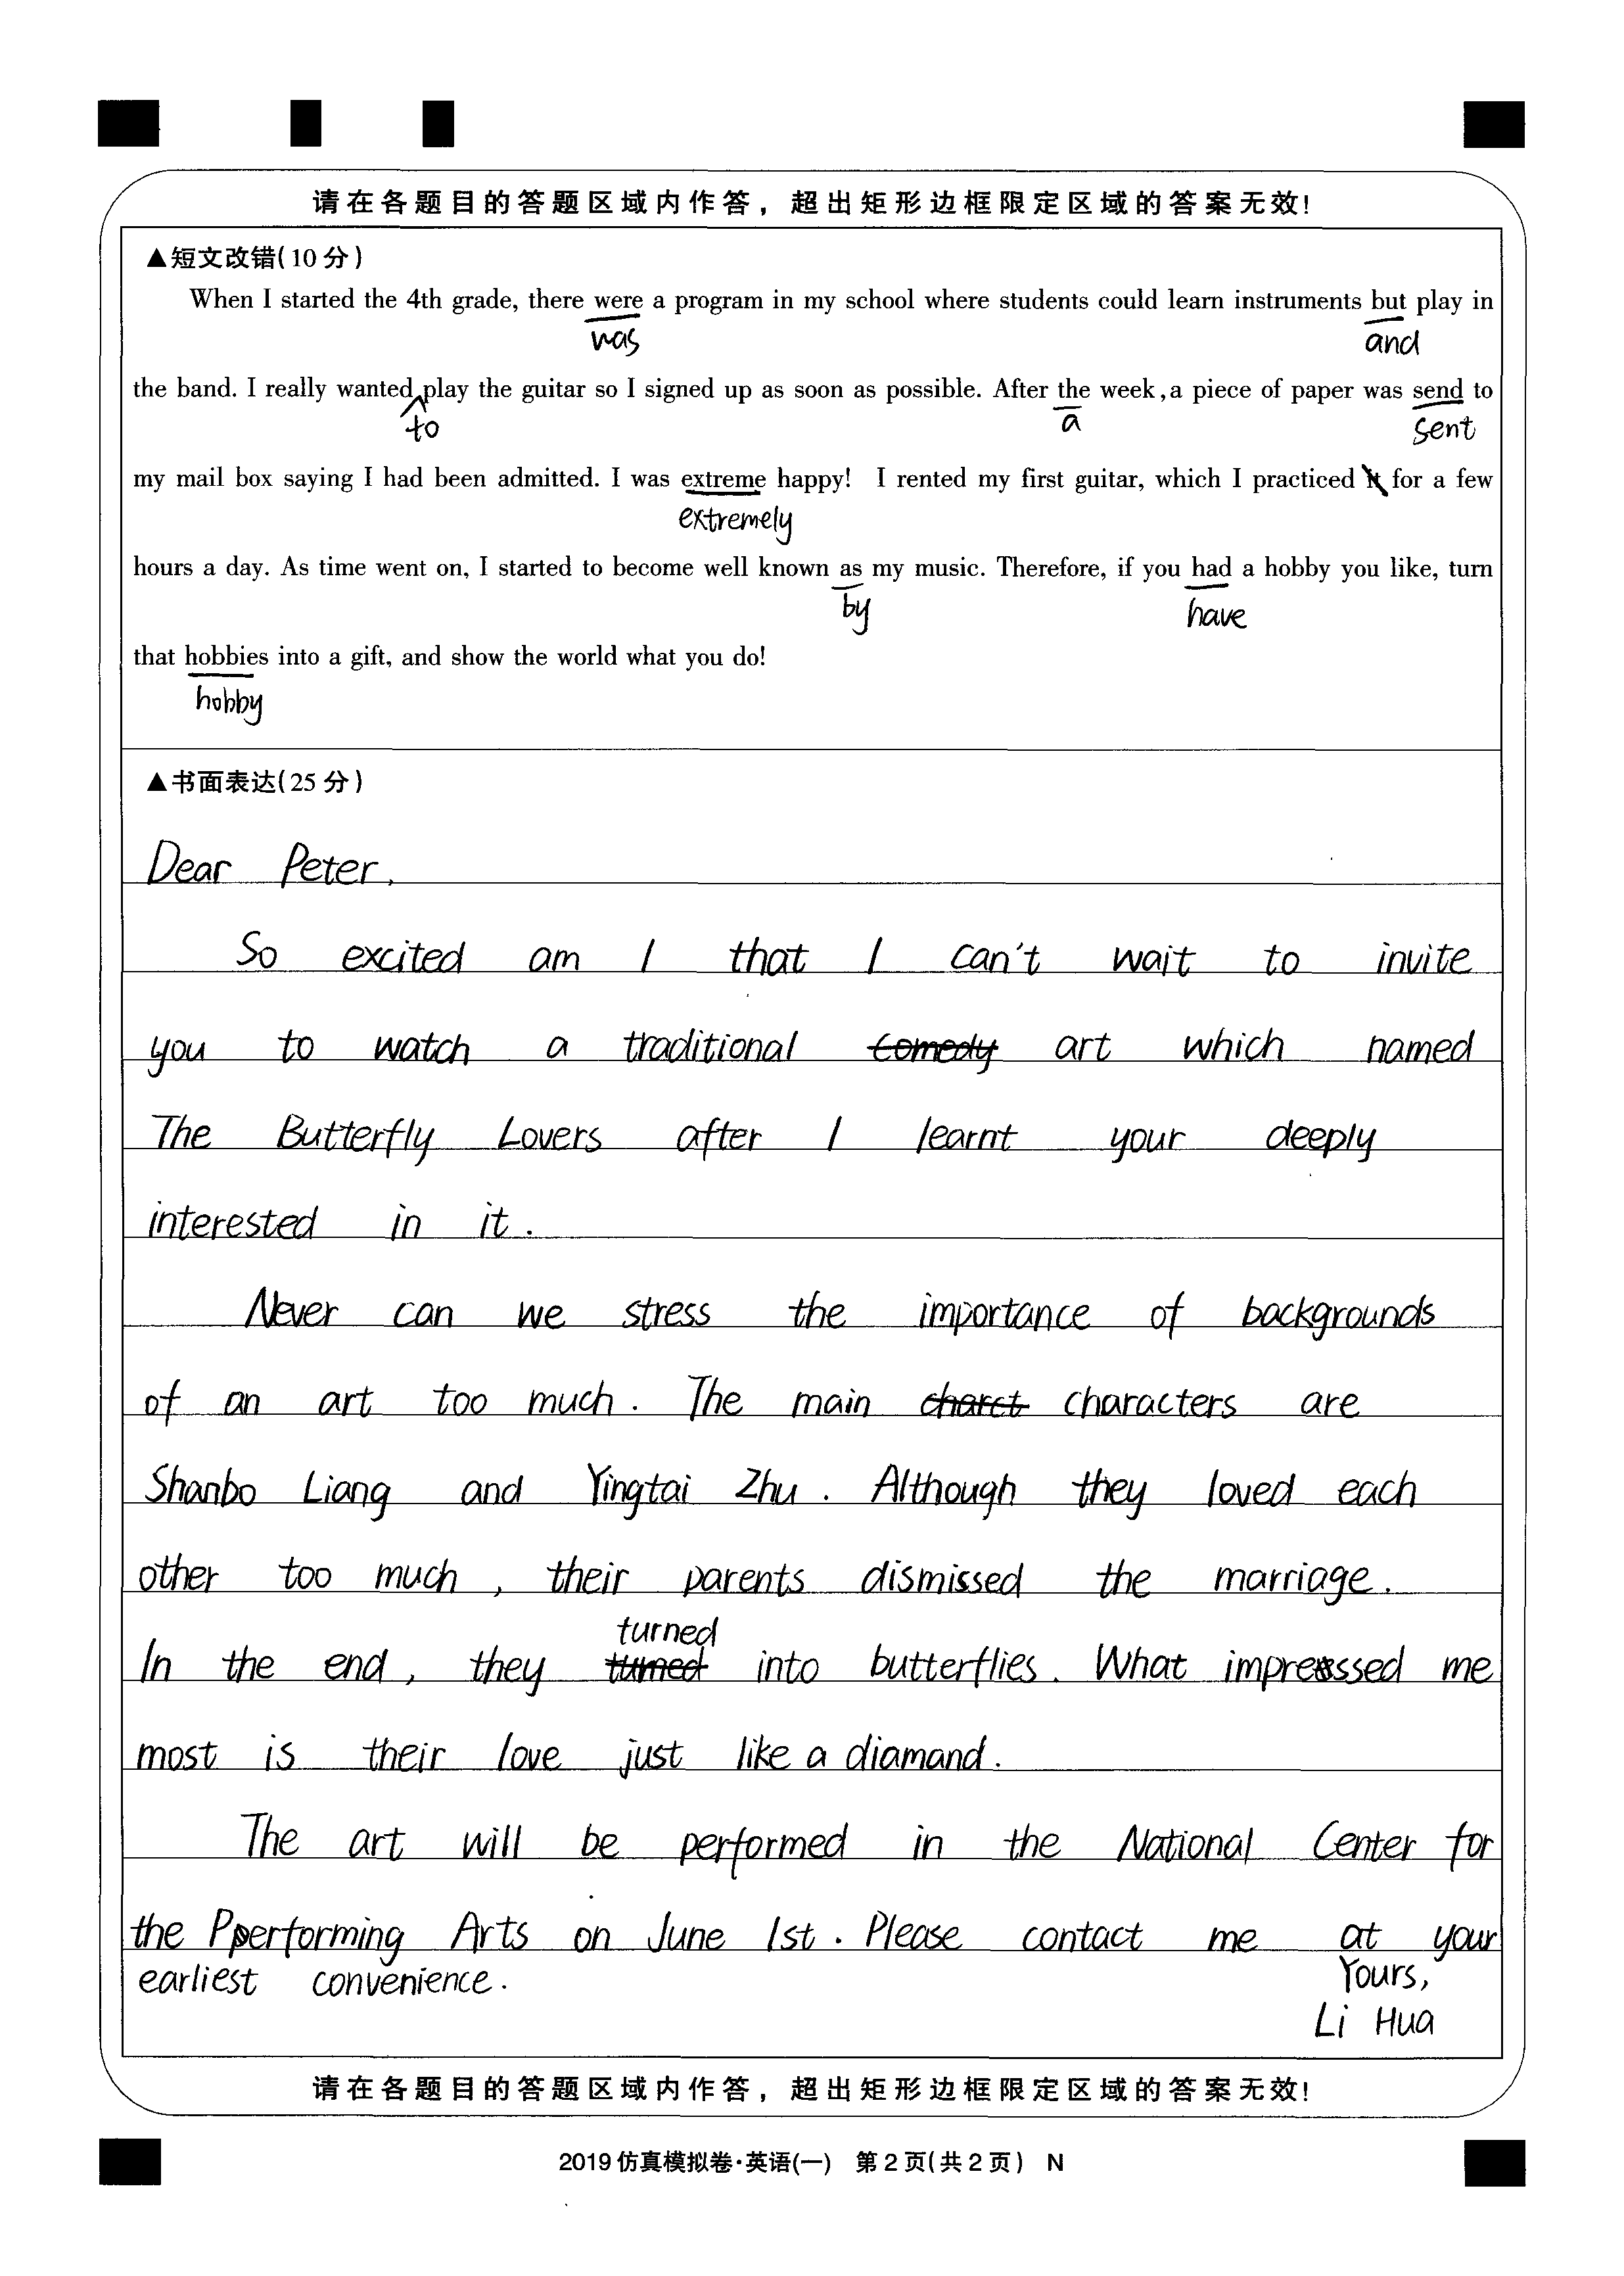 请在各题目的答题区域内作答，超出矩形边框限定区域的答案无效!
▲短文改错(10分)
When I started the 4th grade, there were a program in my school where students could learn instruments but play in
was and
the band. I really wanted play the guitar so I signed up as soon as possible. After the week, a piece of paper was send to
to a sent
my mail box saying I had been admitted. I was extreme happy! I rented my first guitar, which I practiced it for a few
extremely
hours a day. As time went on, I started to become well known as my music. Therefore, if you had a hobby you like, turn
by have
that hobbies into a gift, and show the world what you do!
hobby
▲书面表达(25分)
Dear Peter,
So excited am I that I can't wait to invite
you to watch a traditional comedy art which named
The Butterfly Lovers after I learnt your deeply
interested in it.
Never can we stress the importance of backgrounds
of an art too much. The main charct characters are
Shanbo Liang and Yingtai Zhu. Although they loved each
other too much, their parents dismissed the marriage.
turned
In the end, they turned into butterflies. What impressed me
most is their love just like a diamand.
The art will be performed in the National Center for
the Pperforming Arts on June 1st. Please contact me at your
earliest convenience. Yours,
Li Hua
请在各题目的答题区域内作答，超出矩形边框限定区域的答案无效!
2019仿真模拟卷·英语(一) 第2页(共2页) N